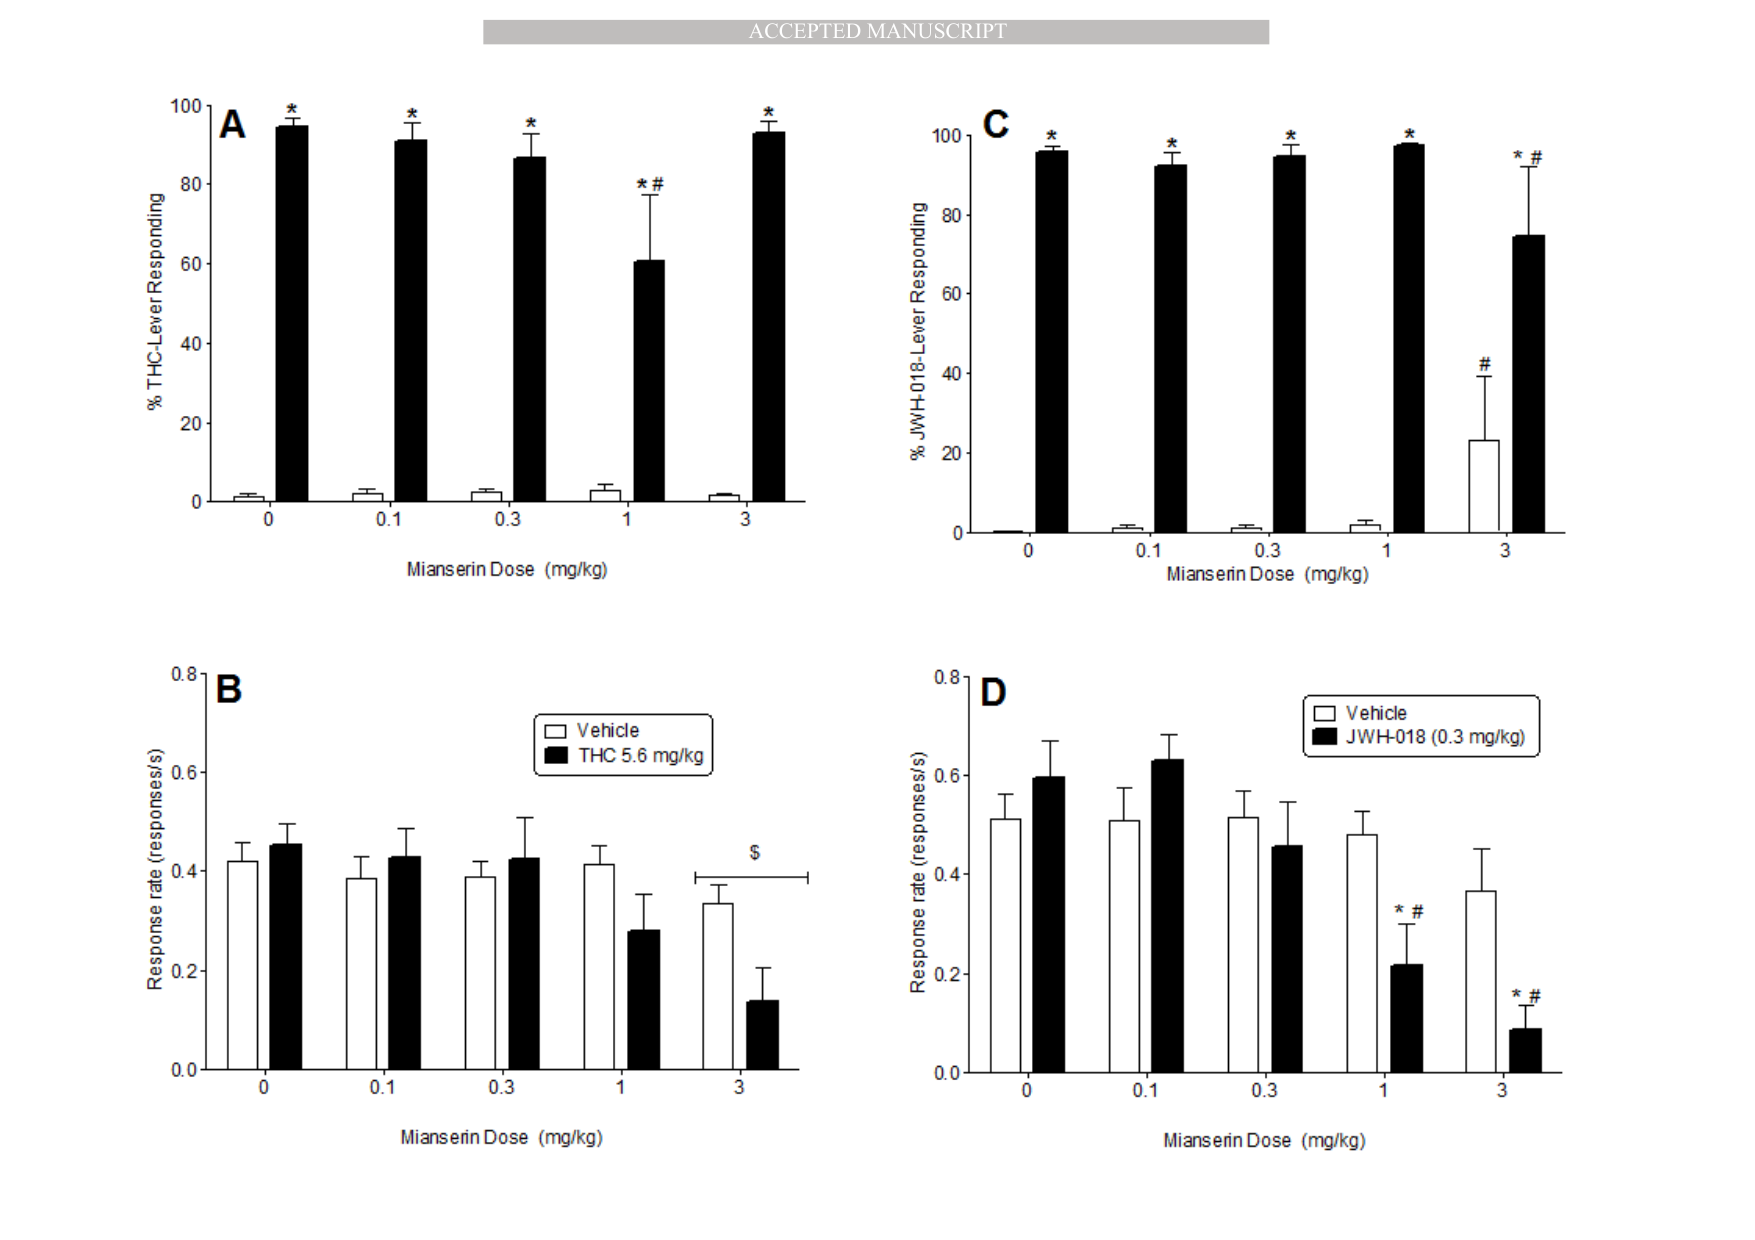 ACCEPTED MANUSCRIPT
A
% THC-Lever Responding
100
80
60
40
20
0
*
*
*
* #
*
0 0.1 0.3 1 3
Mianserin Dose (mg/kg)
C
% JWH-018-Lever Responding
100
80
60
40
20
0
*
*
*
*
#
* #
0 0.1 0.3 1 3
Mianserin Dose (mg/kg)
B
Response rate (responses/s)
0.8
0.6
0.4
0.2
0.0
Vehicle
THC 5.6 mg/kg
$
0 0.1 0.3 1 3
Mianserin Dose (mg/kg)
D
Response rate (responses/s)
0.8
0.6
0.4
0.2
0.0
Vehicle
JWH-018 (0.3 mg/kg)
* #
* #
0 0.1 0.3 1 3
Mianserin Dose (mg/kg)